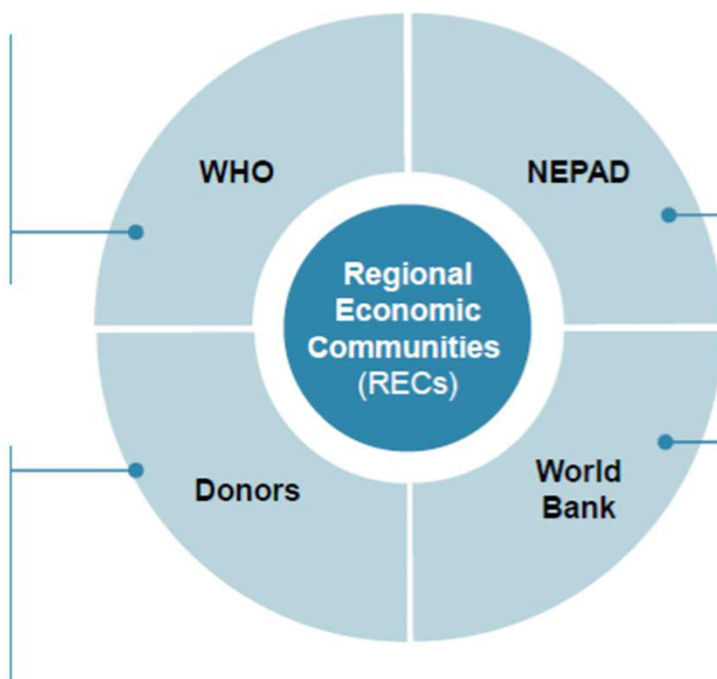 WHO
NEPAD
Regional
Economic
Communities
(RECs)
Donors
World
Bank